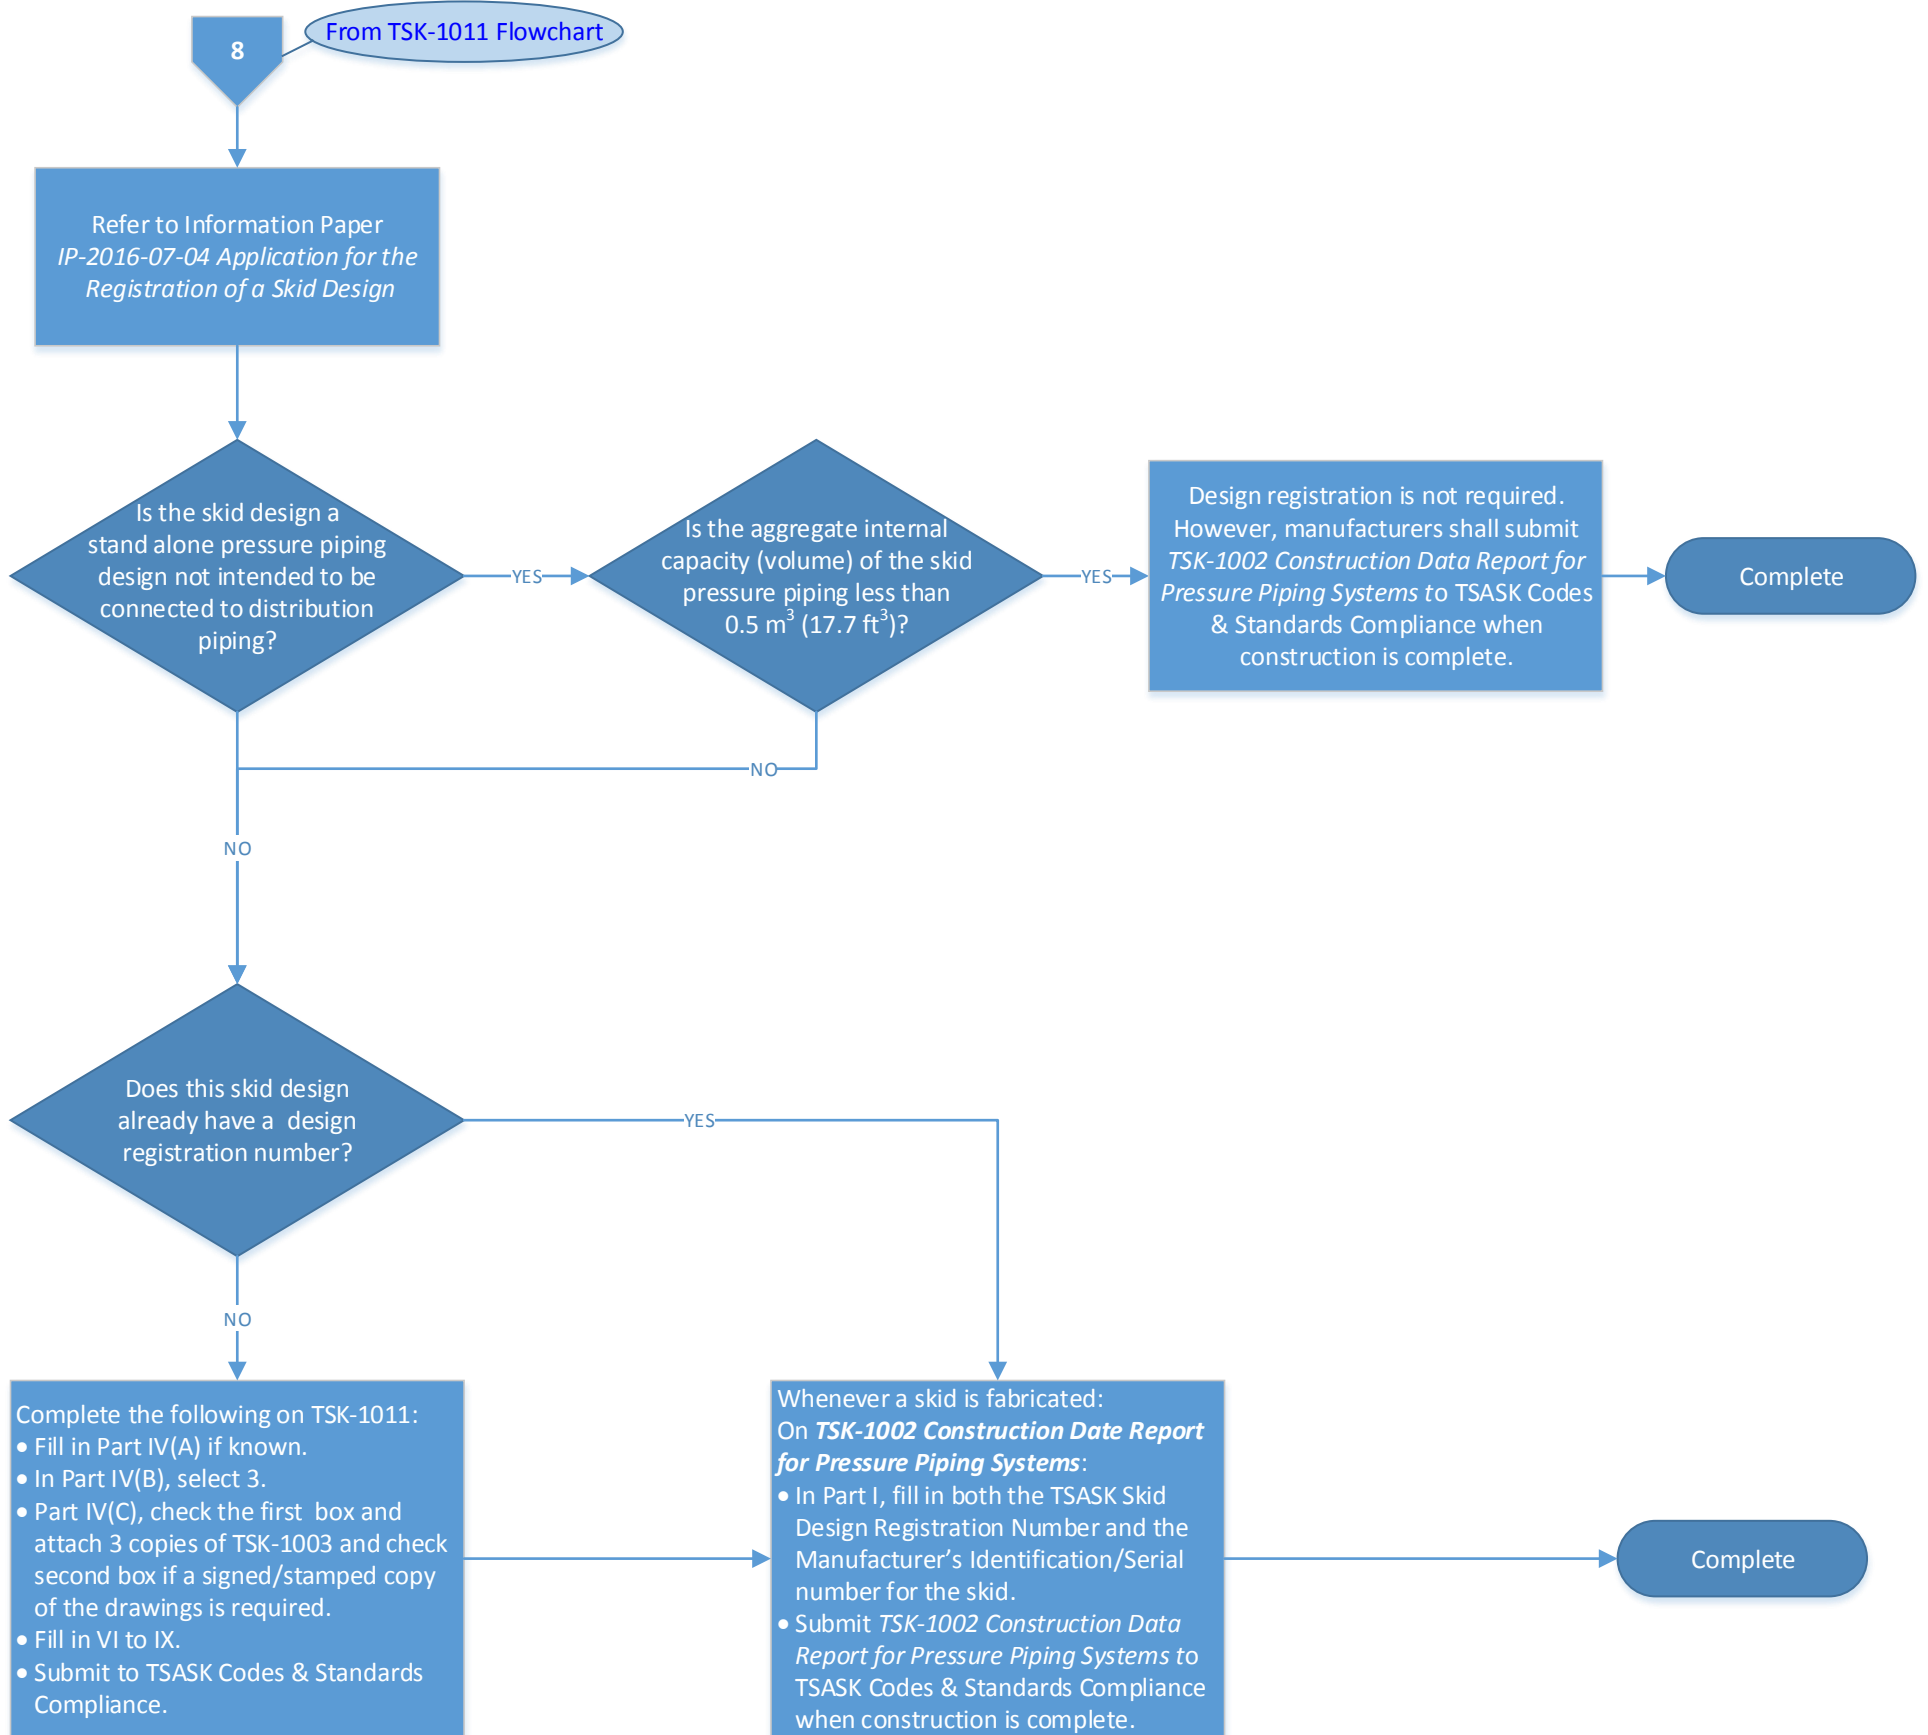 8
From TSK-1011 Flowchart
Refer to Information Paper
IP-2016-07-04 Application for the
Registration of a Skid Design
Is the skid design a
stand alone pressure piping
design not intended to be
connected to distribution
piping?
YES
Is the aggregate internal
capacity (volume) of the skid
pressure piping less than
0.5 m³ (17.7 ft³)?
YES
Design registration is not required.
However, manufacturers shall submit
TSK-1002 Construction Data Report for
Pressure Piping Systems to TSASK Codes
& Standards Compliance when
construction is complete.
Complete
NO
NO
Does this skid design
already have a  design
registration number?
YES
NO
Complete the following on TSK-1011:
• Fill in Part IV(A) if known.
• In Part IV(B), select 3.
• Part IV(C), check the first  box and
attach 3 copies of TSK-1003 and check
second box if a signed/stamped copy
of the drawings is required.
• Fill in VI to IX.
• Submit to TSASK Codes & Standards
Compliance.
Whenever a skid is fabricated:
On TSK-1002 Construction Date Report
for Pressure Piping Systems:
• In Part I, fill in both the TSASK Skid
Design Registration Number and the
Manufacturer’s Identification/Serial
number for the skid.
• Submit TSK-1002 Construction Data
Report for Pressure Piping Systems to
TSASK Codes & Standards Compliance
when construction is complete.
Complete